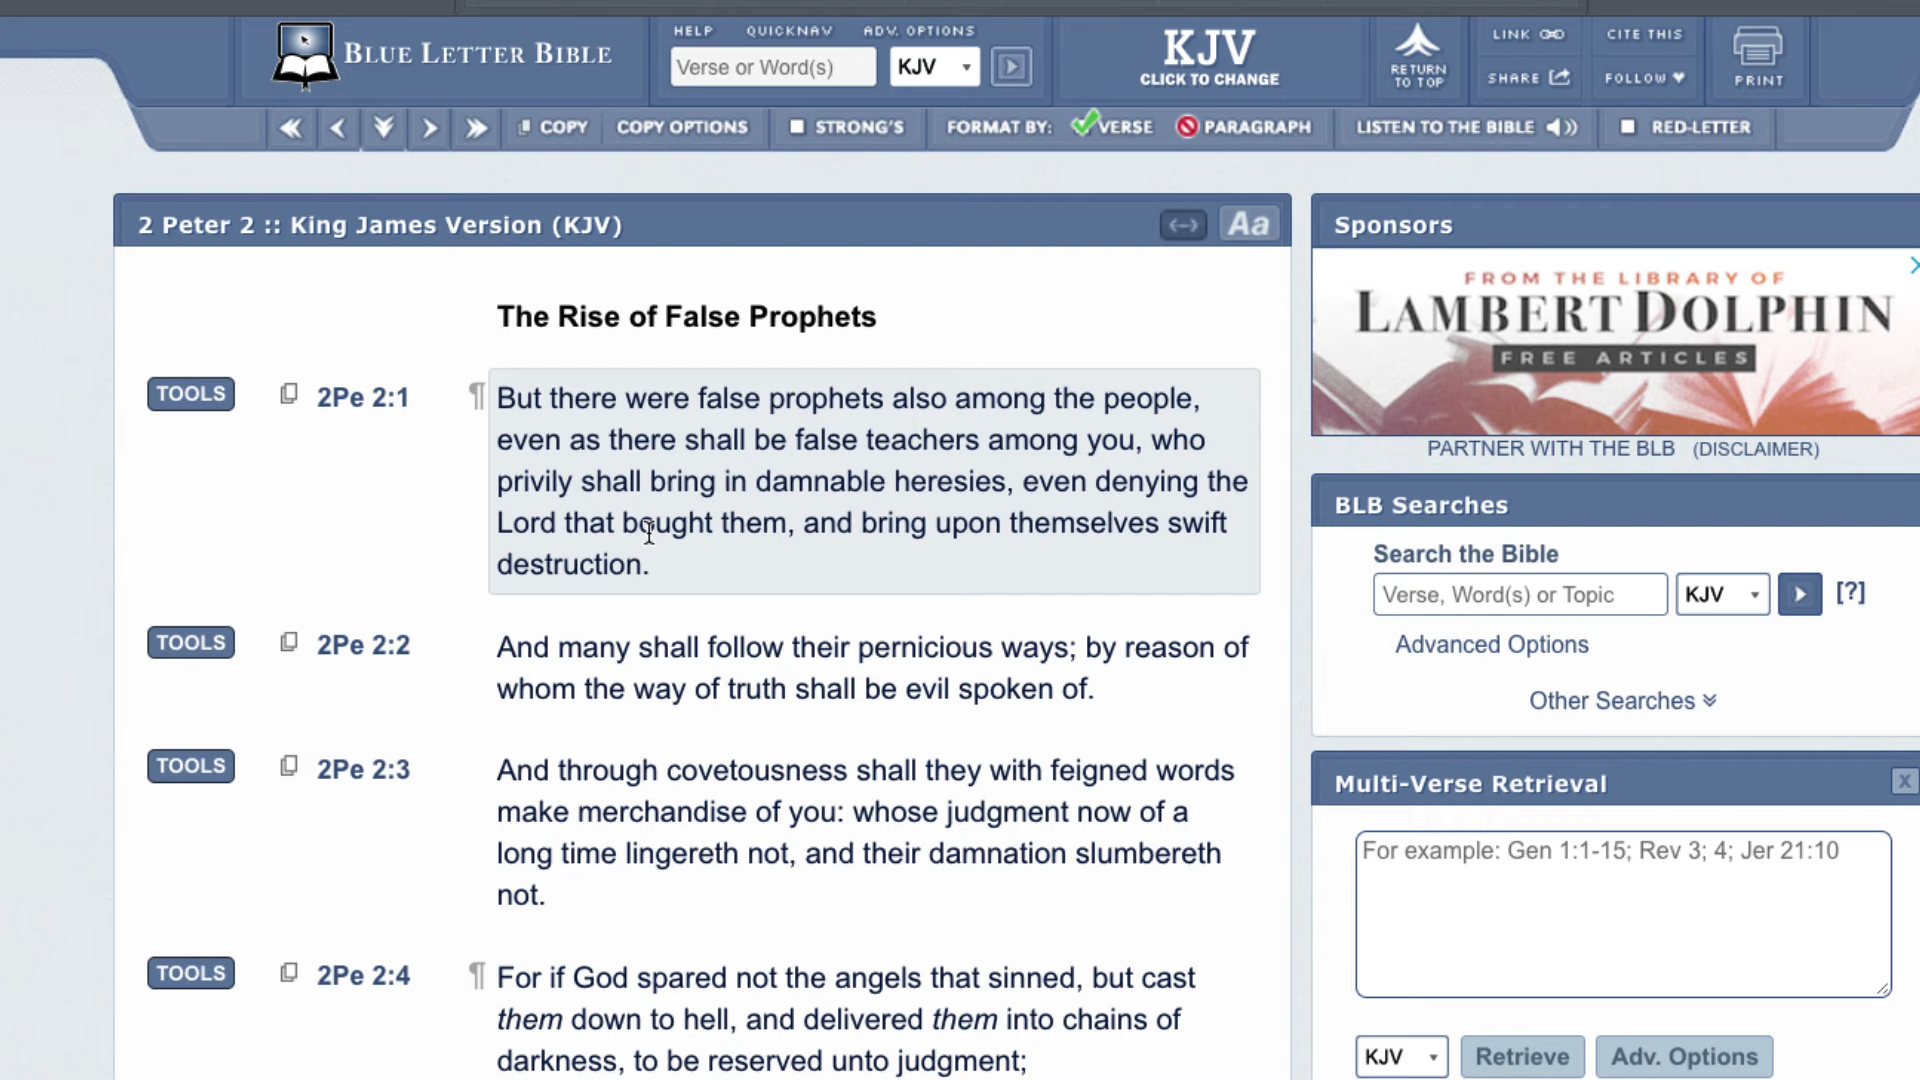 BLUE LETTER BIBLE
HELP QUICKNAV ADV. OPTIONS
Verse or Word(s) KJV
KJV
CLICK TO CHANGE
RETURN
TO TOP
LINK
SHARE
CITE THIS
FOLLOW
PRINT
COPY COPY OPTIONS STRONG'S FORMAT BY: VERSE PARAGRAPH LISTEN TO THE BIBLE RED-LETTER
2 Peter 2 :: King James Version (KJV) Aa
The Rise of False Prophets
TOOLS 2Pe 2:1 ¶ But there were false prophets also among the people,
even as there shall be false teachers among you, who
privily shall bring in damnable heresies, even denying the
Lord that bought them, and bring upon themselves swift
destruction.
TOOLS 2Pe 2:2 And many shall follow their pernicious ways; by reason of
whom the way of truth shall be evil spoken of.
TOOLS 2Pe 2:3 And through covetousness shall they with feigned words
make merchandise of you: whose judgment now of a
long time lingereth not, and their damnation slumbereth
not.
TOOLS 2Pe 2:4 ¶ For if God spared not the angels that sinned, but cast
them down to hell, and delivered them into chains of
darkness, to be reserved unto judgment;
Sponsors
FROM THE LIBRARY OF
LAMBERT DOLPHIN
FREE ARTICLES
PARTNER WITH THE BLB (DISCLAIMER)
BLB Searches
Search the Bible
Verse, Word(s) or Topic KJV [?]
Advanced Options
Other Searches
Multi-Verse Retrieval X
For example: Gen 1:1-15; Rev 3; 4; Jer 21:10
KJV Retrieve Adv. Options